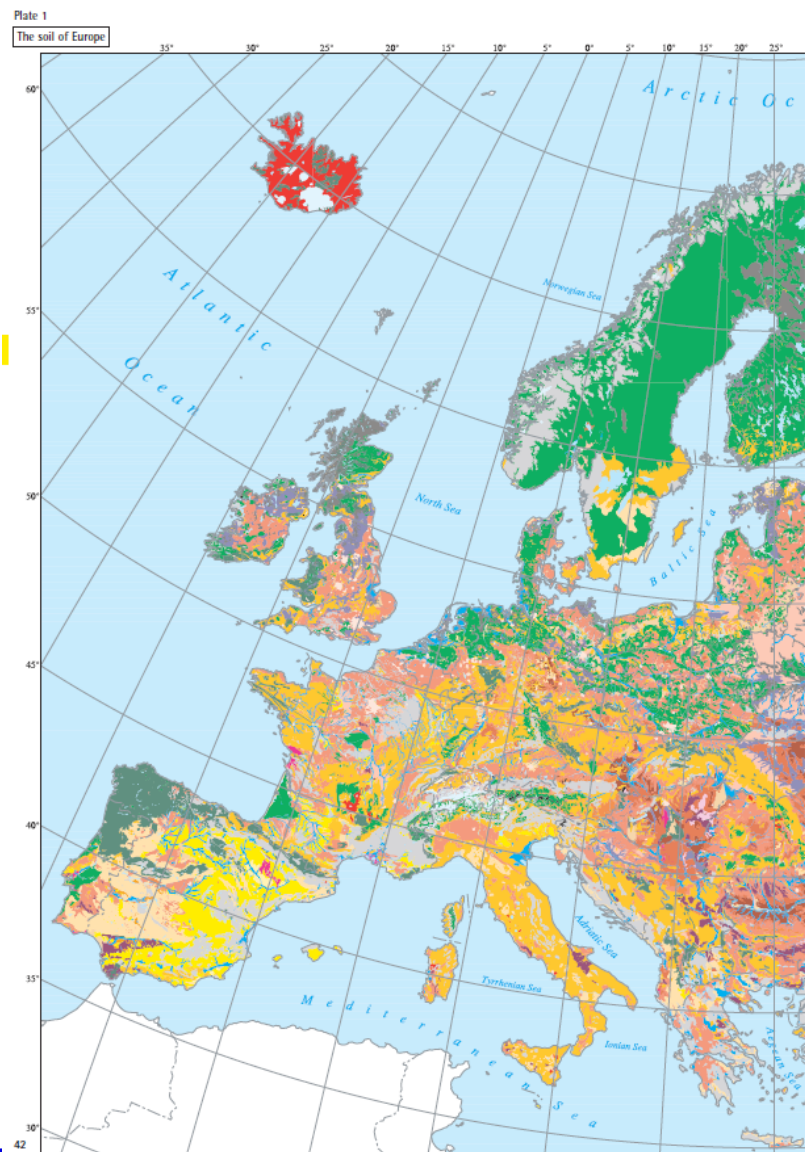 Plate 1
The soil of Europe
35° 30° 25° 20° 15° 10° 5° 0° 5° 10° 15° 20° 25°
60°
Arctic Oc
Norwegian Sea
Atlantic
Ocean
55°
50°
North Sea
Baltic Sea
45°
40°
35°
Adriatic Sea
Tyrrhenian Sea
Mediterranean Sea
Ionian Sea
Aegean Sea
30°
42